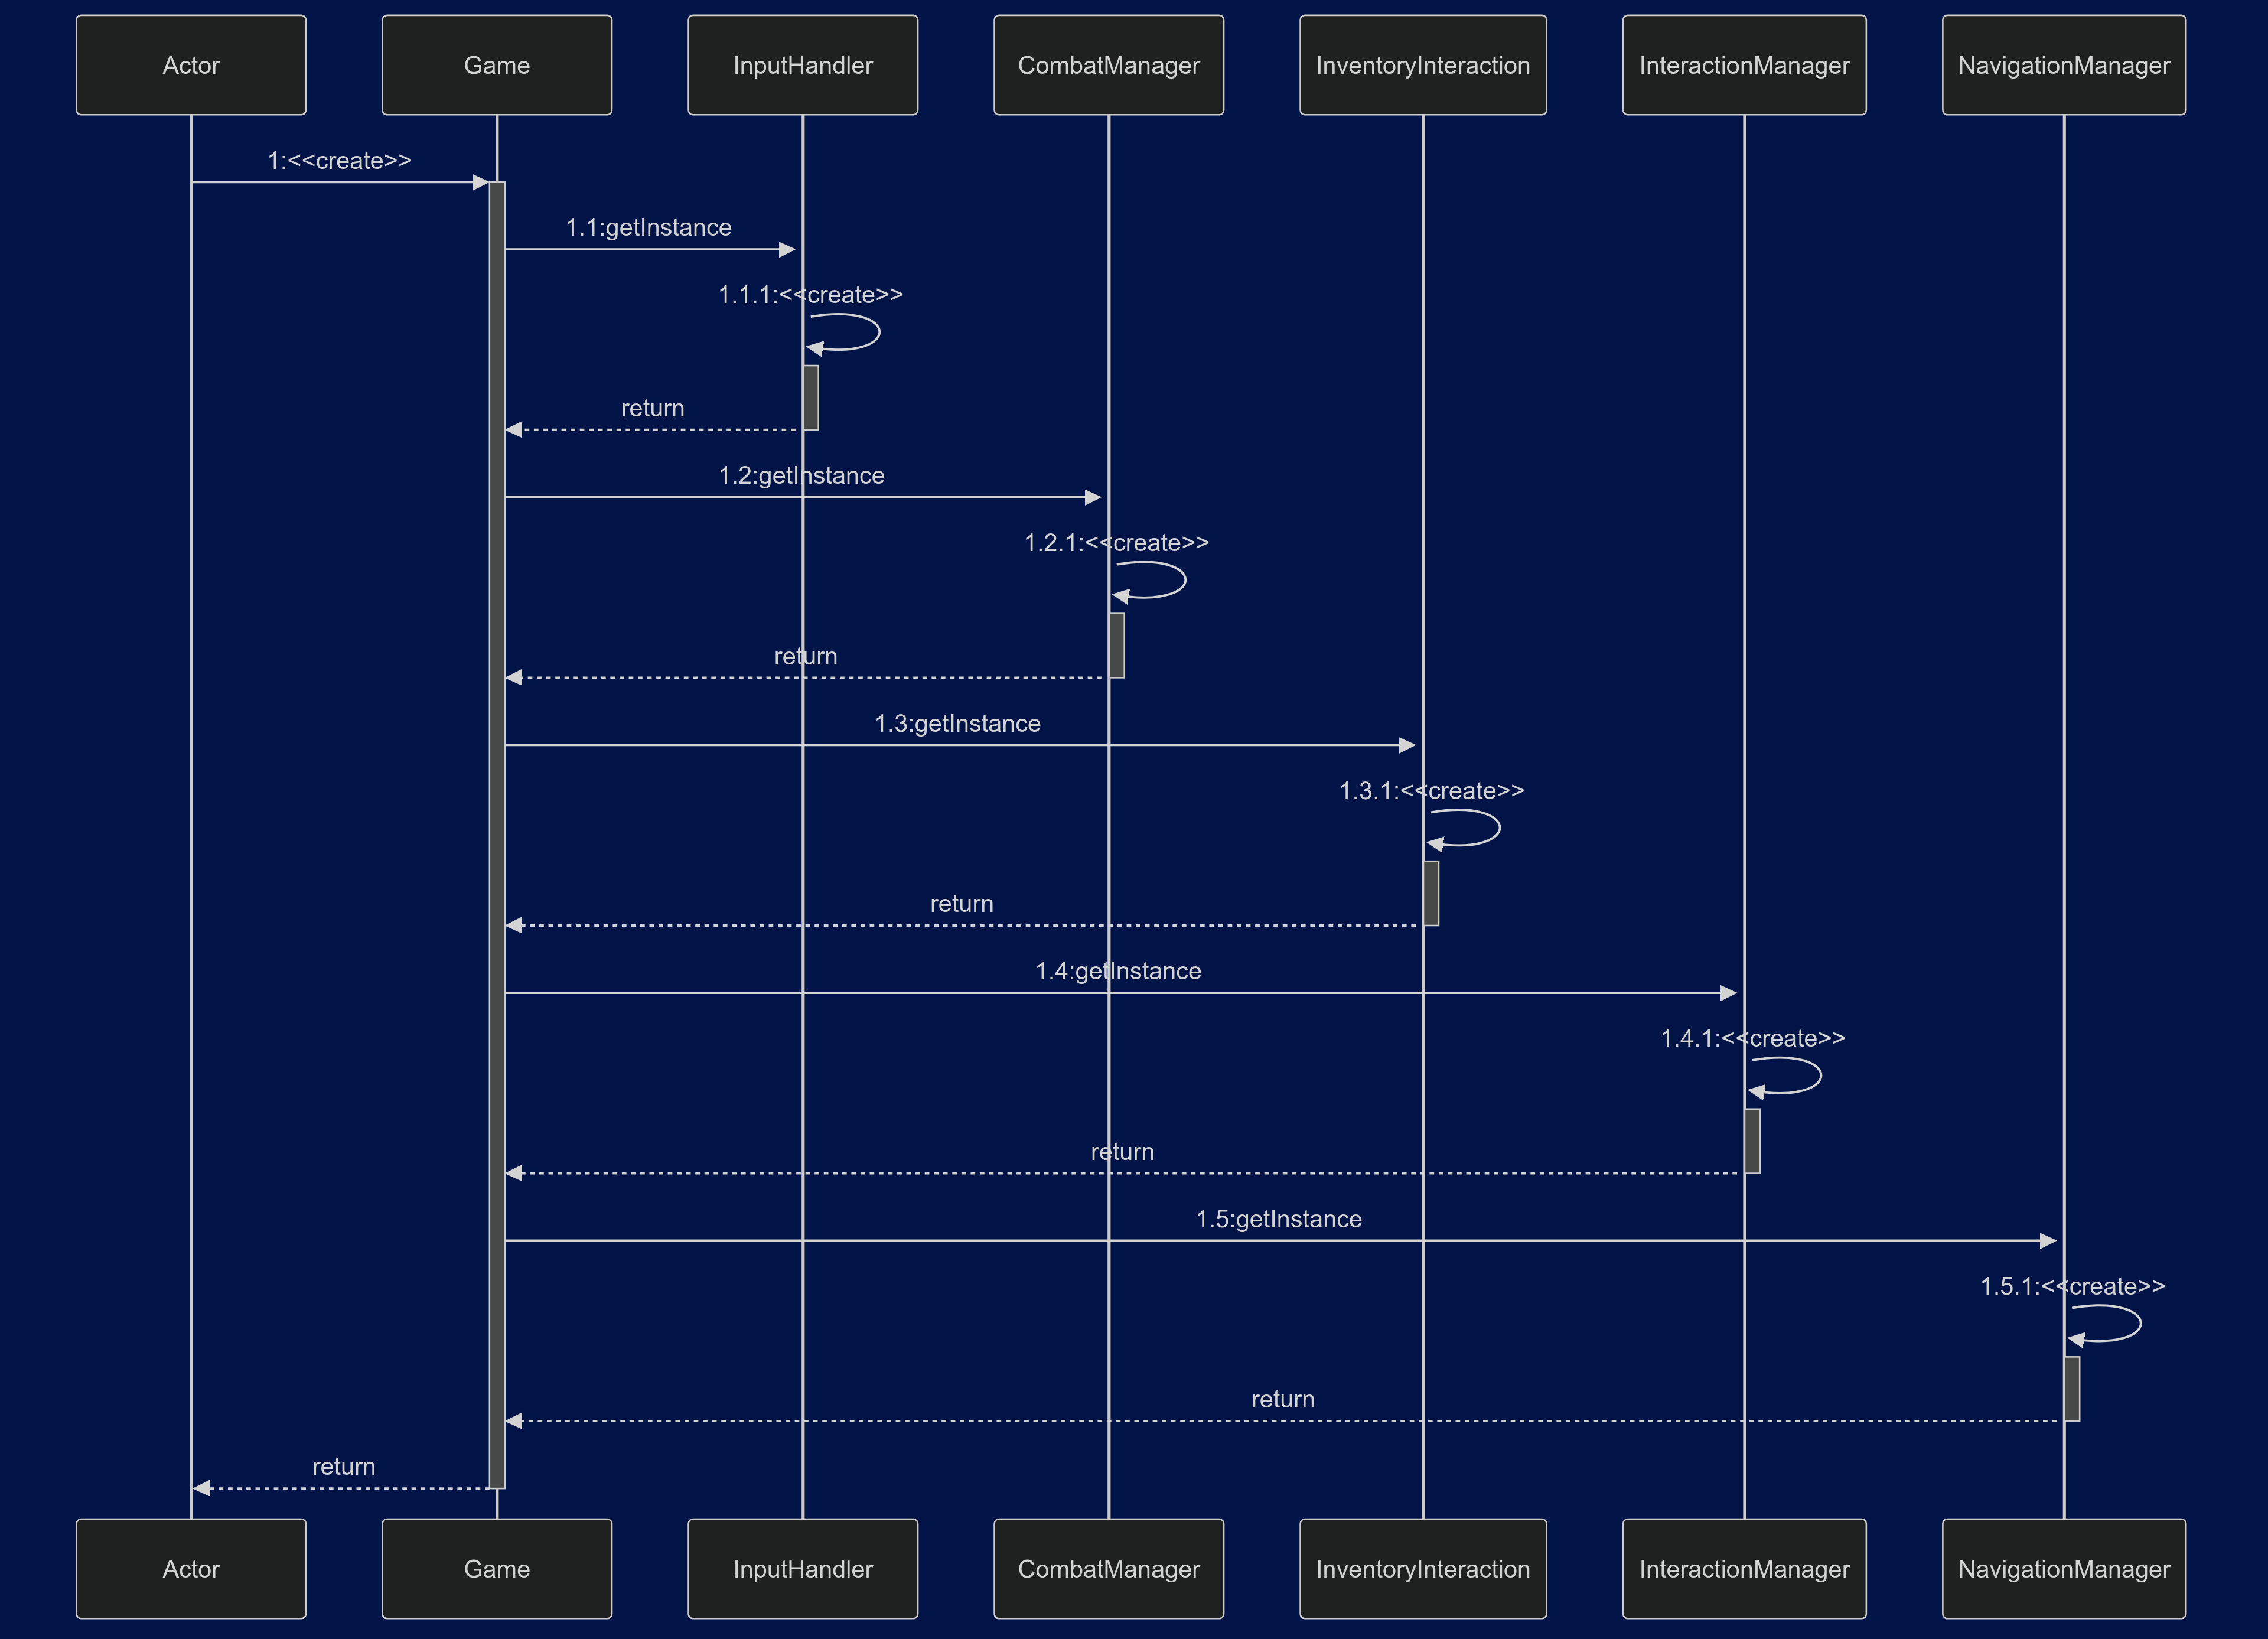 Actor
Game
InputHandler
CombatManager
InventoryInteraction
InteractionManager
NavigationManager
1:<<create>>
1.1:getInstance
1.1.1:<<create>>
return
1.2:getInstance
1.2.1:<<create>>
return
1.3:getInstance
1.3.1:<<create>>
return
1.4:getInstance
1.4.1:<<create>>
return
1.5:getInstance
1.5.1:<<create>>
return
return
Actor
Game
InputHandler
CombatManager
InventoryInteraction
InteractionManager
NavigationManager